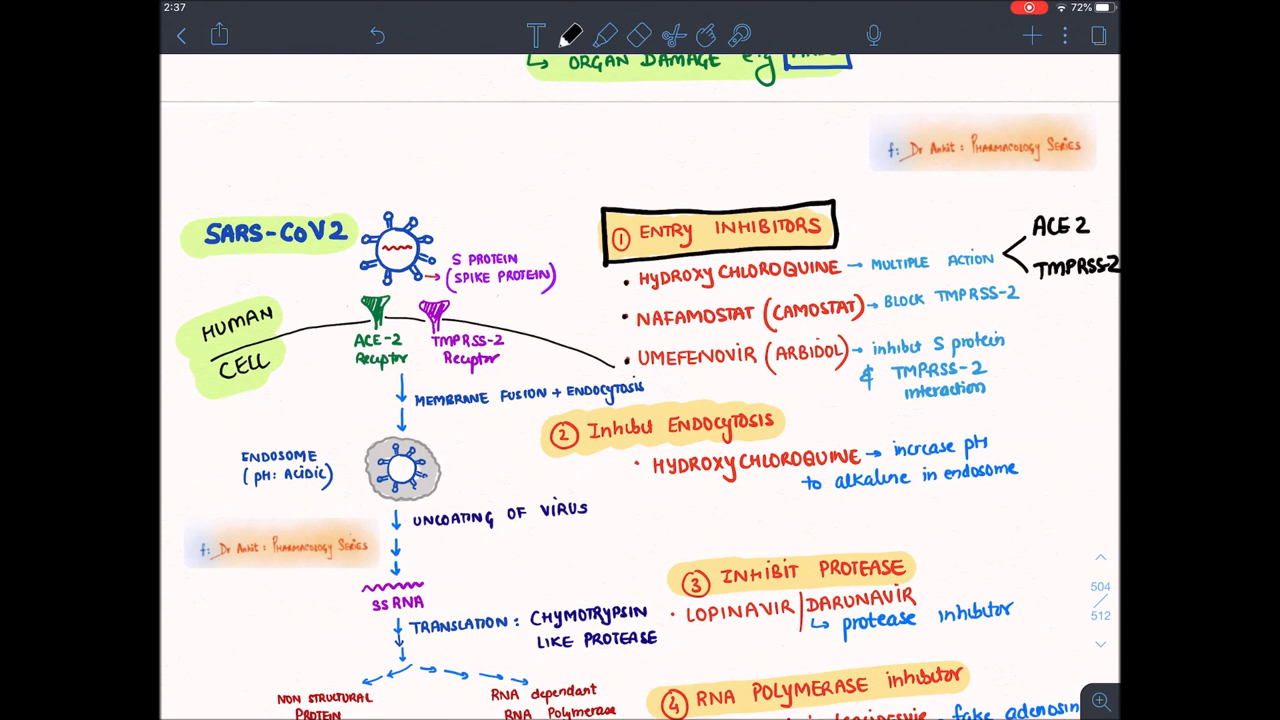 2:37
72%
↳ ORGAN DAMAGE e.g
f: Dr Ankit: PHARMACOLOGY SERIES
SARS-COV2
S PROTEIN
(SPIKE PROTEIN)
HUMAN
CELL
ACE-2
Receptor
TMPRSS-2
Receptor
MEMBRANE FUSION + ENDOCYTOSIS
ENDOSOME
(pH: ACIDIC)
UNCOATING OF VIRUS
f: Dr Ankit: PHARMACOLOGY SERIES
SSRNA
TRANSLATION: CHYMOTRYPSIN
LIKE PROTEASE
NON STRUCTURAL
PROTEIN
RNA dependant
RNA Polymerase
① ENTRY INHIBITORS
• HYDROXYCHLOROQUINE → MULTIPLE ACTION
ACE 2
TMPRSS-2
• NAFAMOSTAT (CAMOSTAT) → BLOCK TMPRSS-2
• UMEFENOVIR (ARBIDOL) → inhibit S protein
& TMPRSS-2
interaction
② Inhibit ENDOCYTOSIS
• HYDROXYCHLOROQUINE → increase pH
to alkaline in endosome
③ INHIBIT PROTEASE
• LOPINAVIR | DARUNAVIR
↳ protease inhibitor
④ RNA POLYMERASE inhibitor
fake adenosin
504
512